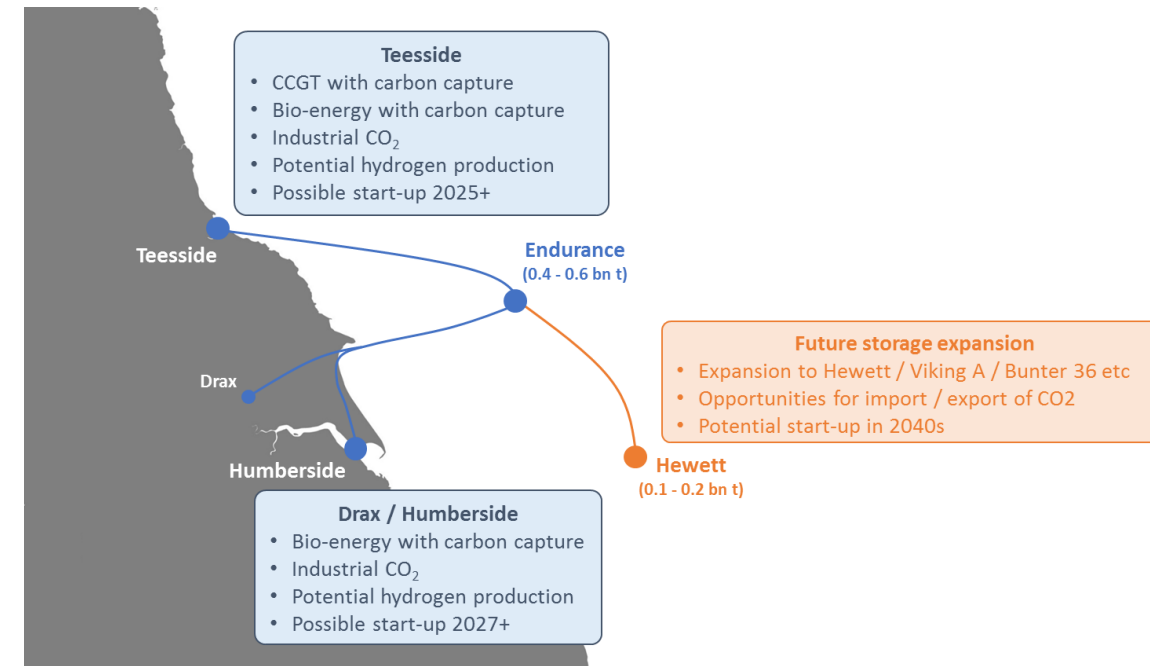 Teesside
• CCGT with carbon capture
• Bio-energy with carbon capture
• Industrial CO₂
• Potential hydrogen production
• Possible start-up 2025+
Teesside
Endurance
(0.4 - 0.6 bn t)
Future storage expansion
• Expansion to Hewett / Viking A / Bunter 36 etc
• Opportunities for import / export of CO2
• Potential start-up in 2040s
Drax
Humberside
Hewett
(0.1 - 0.2 bn t)
Drax / Humberside
• Bio-energy with carbon capture
• Industrial CO₂
• Potential hydrogen production
• Possible start-up 2027+